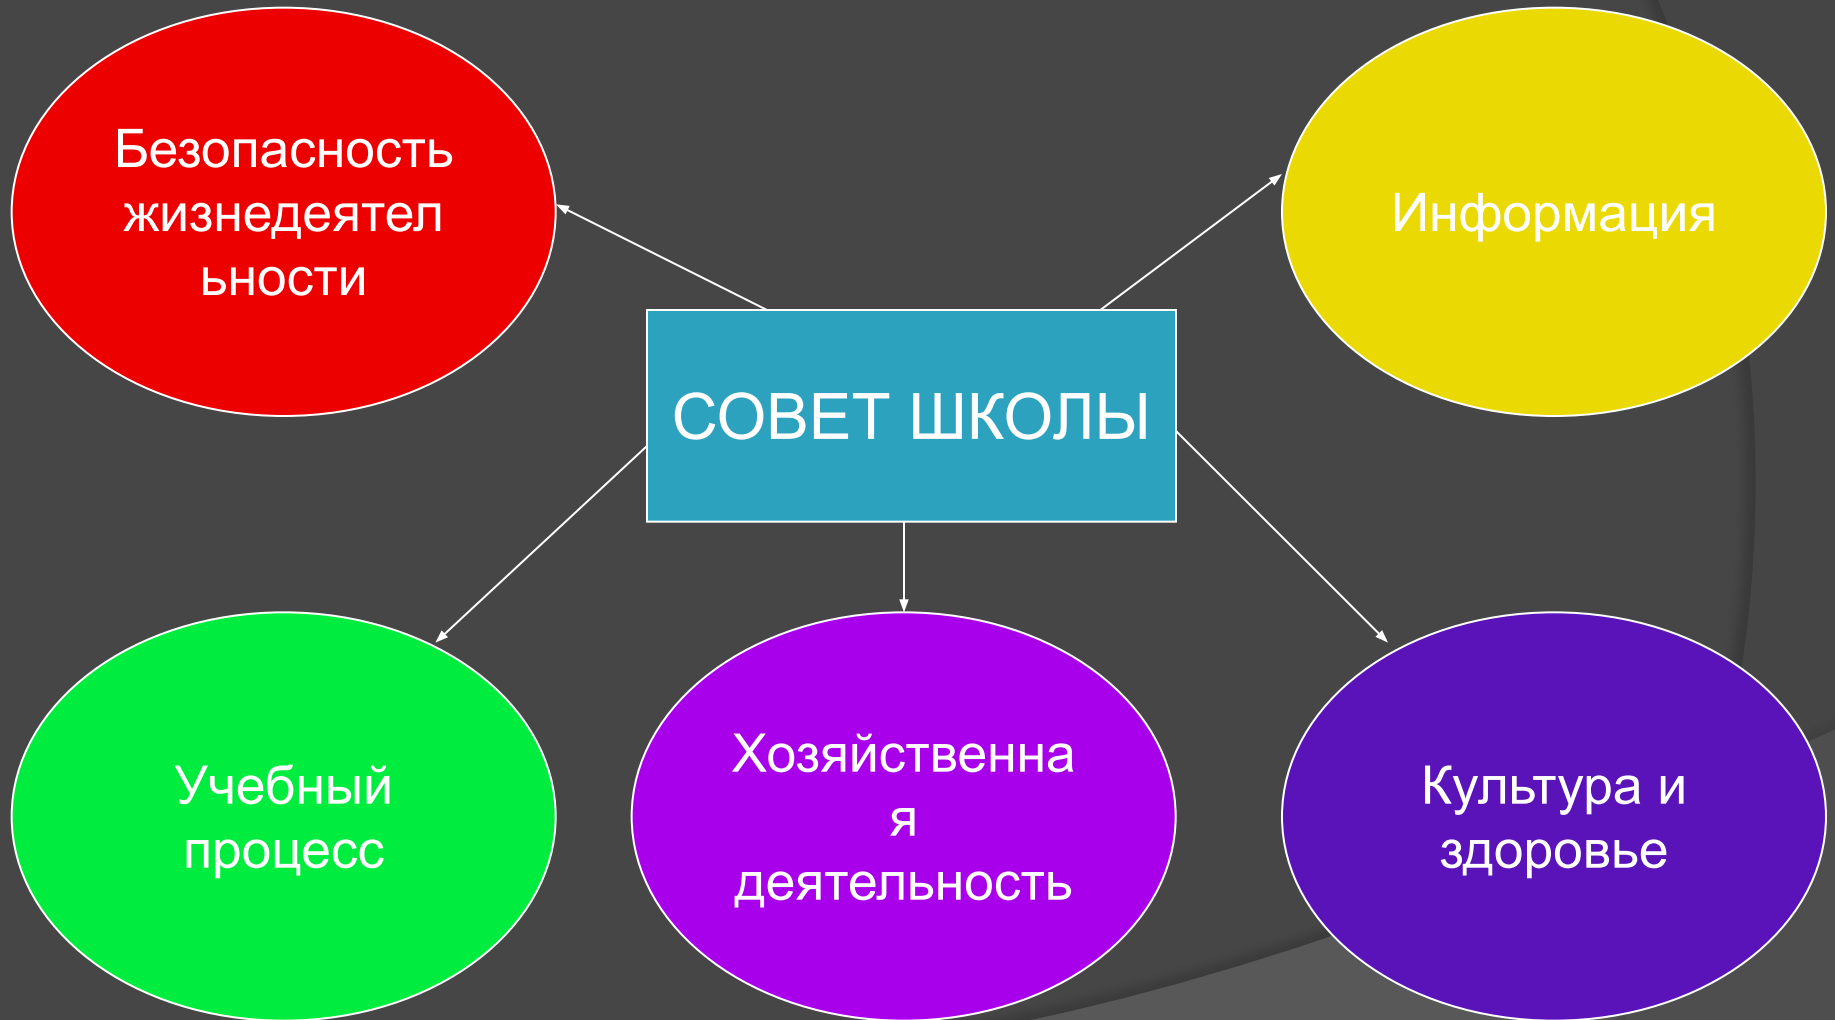 Безопасность
жизнедеятел
ьности
Информация
СОВЕТ ШКОЛЫ
Учебный
процесс
Хозяйственна
я
деятельность
Культура и
здоровье